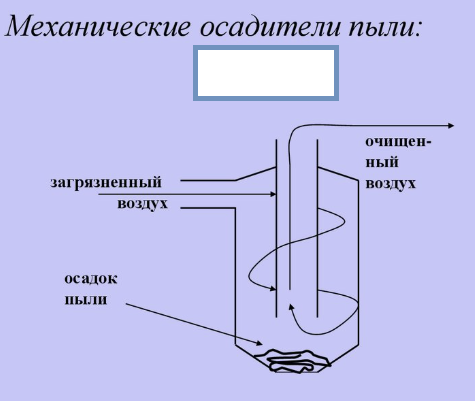 Механические осадители пыли:
очищен-
ный
воздух
загрязненный
воздух
осадок
пыли